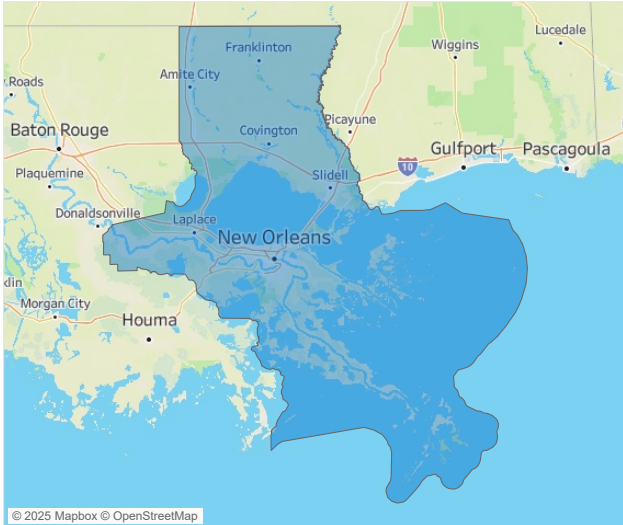 Lucedale
Wiggins
Franklinton
Amite City
Roads
Picayune
Baton Rouge
Covington
Gulfport
Pascagoula
10
Plaquemine
Slidell
Donaldsonville
Laplace
New Orleans
klin
Morgan City
Houma
© 2025 Mapbox © OpenStreetMap